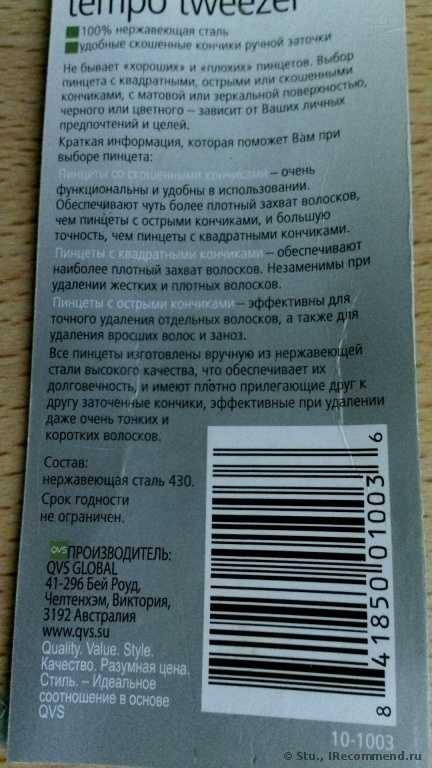 tempo tweezer
100% нержавеющая сталь
удобные скошенные кончики ручной заточки
Не бывает «хороших» и «плохих» пинцетов. Выбор
пинцета с квадратными, острыми или скошенными
кончиками, с матовой или зеркальной поверхностью,
черного или цветного – зависит от Ваших личных
предпочтений и целей.
Краткая информация, которая поможет Вам при
выборе пинцета:
Пинцеты со скошенными кончиками – очень
функциональны и удобны в использовании.
Обеспечивают чуть более плотный захват волосков,
чем пинцеты с острыми кончиками, и большую
точность, чем пинцеты с квадратными кончиками.
Пинцеты с квадратными кончиками – обеспечивают
наиболее плотный захват волосков. Незаменимы при
удалении жестких и плотных волосков.
Пинцеты с острыми кончиками – эффективны для
точного удаления отдельных волосков, а также для
удаления вросших волос и заноз.
Все пинцеты изготовлены вручную из нержавеющей
стали высокого качества, что обеспечивает их
долговечность, и имеют плотно прилегающие друг к
другу заточенные кончики, эффективные при удалении
даже очень тонких и
коротких волосков.
Состав:
нержавеющая сталь 430.
Срок годности
не ограничен.
QVS ПРОИЗВОДИТЕЛЬ:
QVS GLOBAL
41-296 Бей Роуд,
Челтенхэм, Виктория,
3192 Австралия
www.qvs.su
Quality. Value. Style.
Качество. Разумная цена.
Стиль. – Идеальное
соотношение в основе
QVS
8 41850 01003 6
10-1003
© Stu., IRecommend.ru